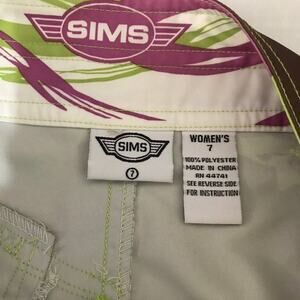 SIMS
SIMS
7
WOMEN'S
7
100% POLYESTER
MADE IN CHINA
RN 44741
SEE REVERSE SIDE
FOR INSTRUCTION